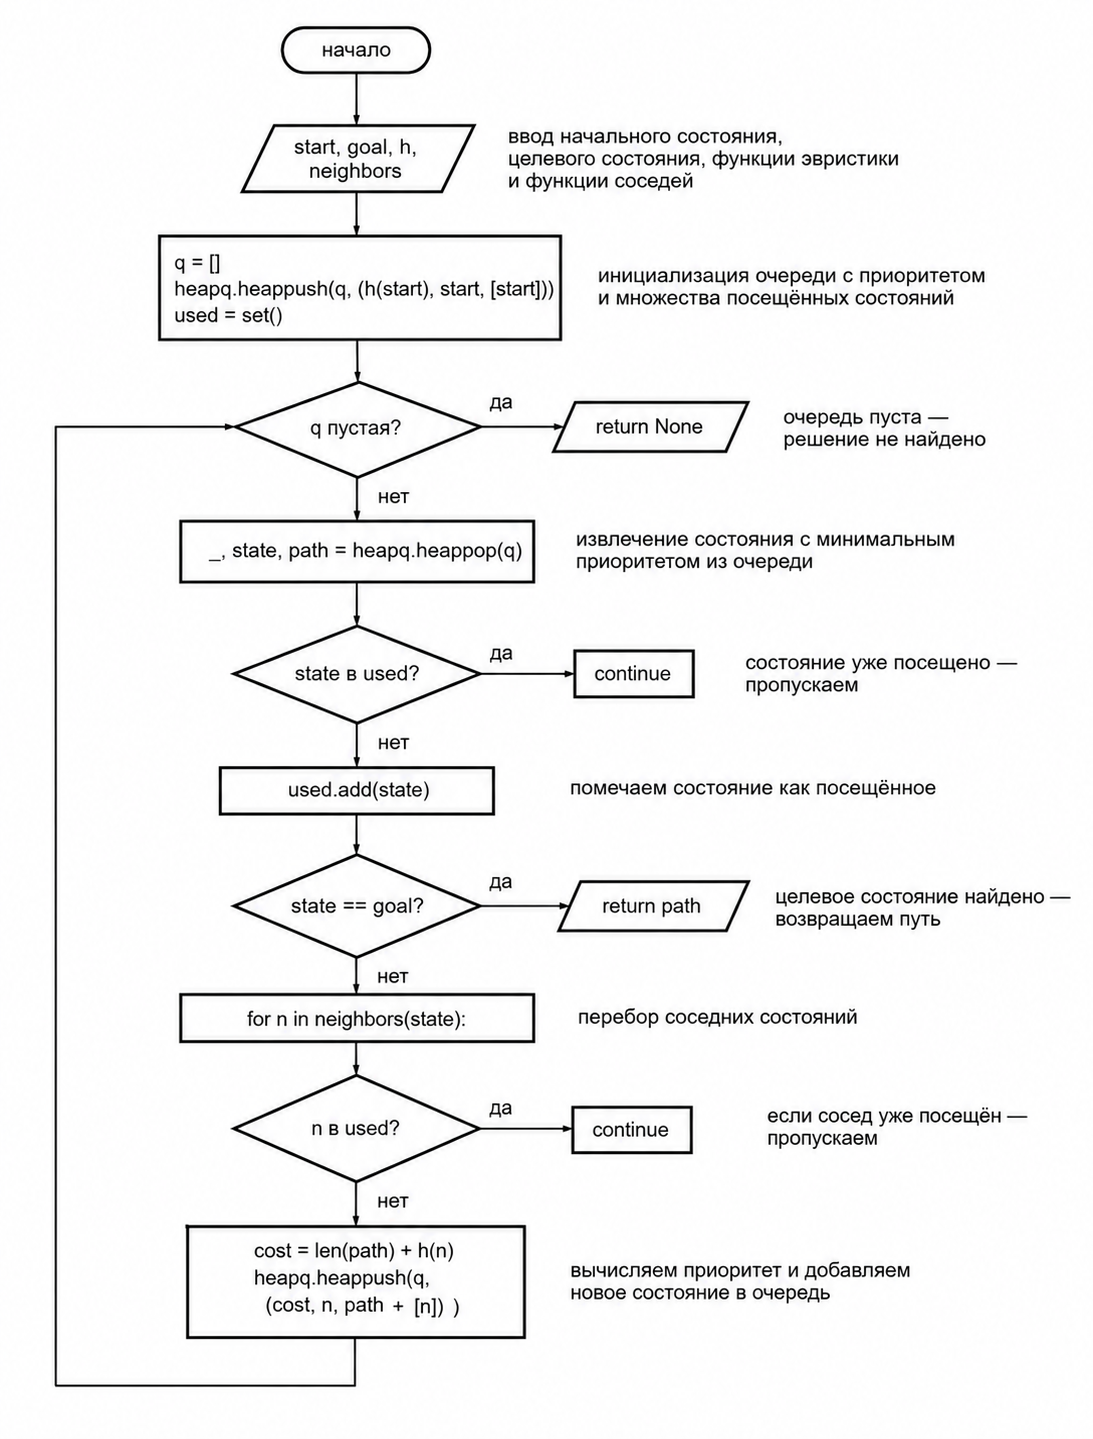 начало
start, goal, h,
neighbors
ввод начального состояния,
целевого состояния, функции эвристики
и функции соседей
q = []
heapq.heappush(q, (h(start), start, [start]))
used = set()
инициализация очереди с приоритетом
и множества посещённых состояний
q пустая?
да
return None
очередь пуста —
решение не найдено
нет
_, state, path = heapq.heappop(q)
извлечение состояния с минимальным
приоритетом из очереди
state в used?
да
continue
состояние уже посещено —
пропускаем
нет
used.add(state)
помечаем состояние как посещённое
state == goal?
да
return path
целевое состояние найдено —
возвращаем путь
нет
for n in neighbors(state):
перебор соседних состояний
n в used?
да
continue
если сосед уже посещён —
пропускаем
нет
cost = len(path) + h(n)
heapq.heappush(q,
(cost, n, path + [n]) )
вычисляем приоритет и добавляем
новое состояние в очередь